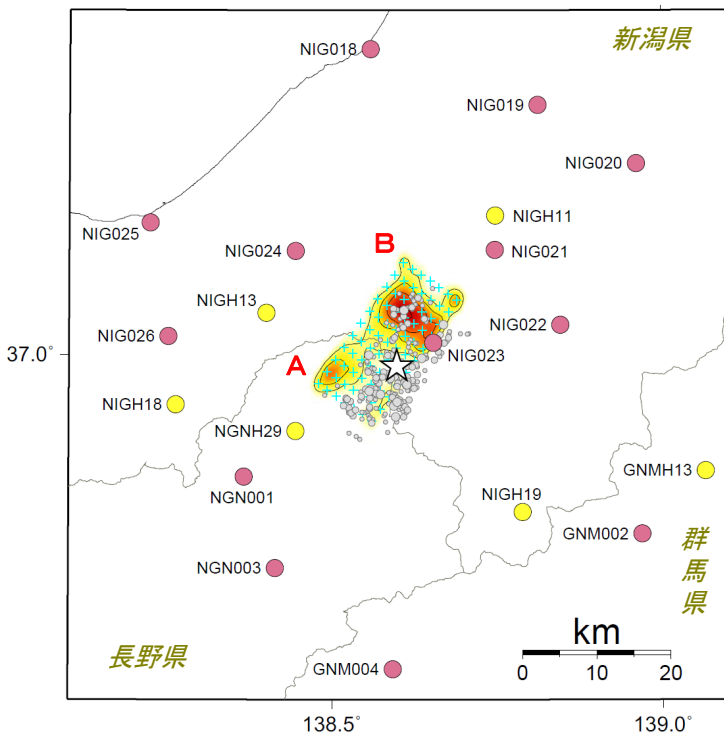 NIG018
新潟県
NIG019
NIG020
NIGH11
NIG025
B
NIG024
NIG021
NIGH13
NIG026
NIG022
37.0°
NIG023
A
NIGH18
NGNH29
GNMH13
NGN001
NIGH19
GNM002
群馬県
NGN003
km
長野県
GNM004
0 5 10 20
138.5°
139.0°